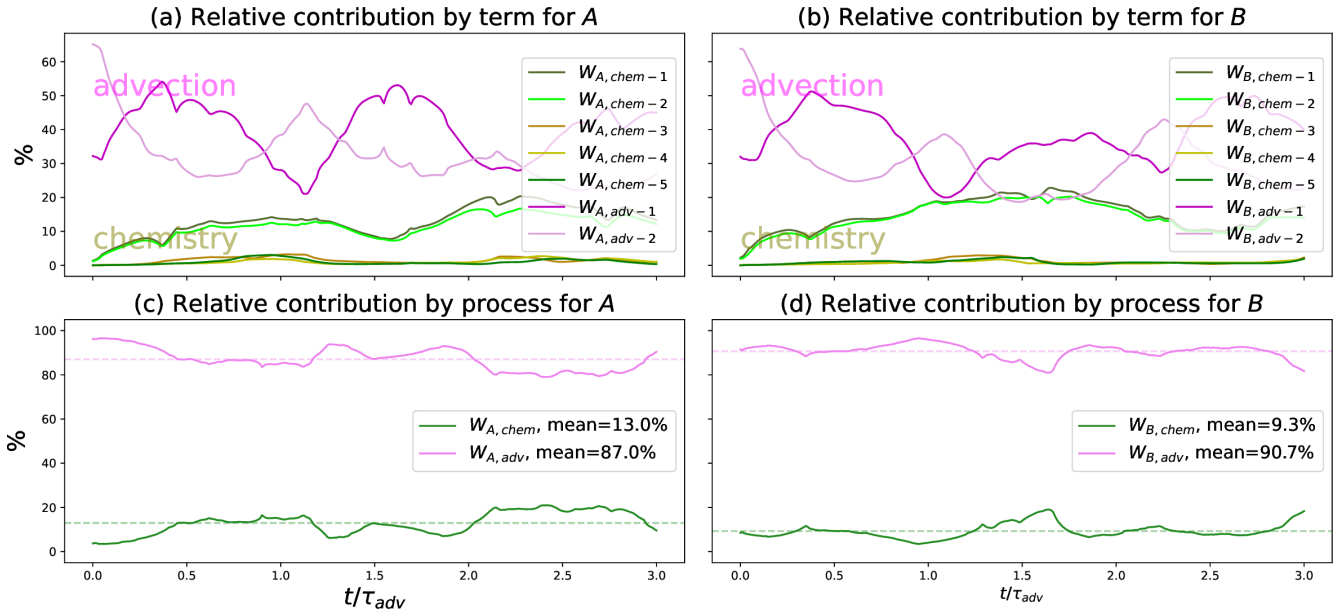 (a) Relative contribution by term for A
60
50
40
30
20
10
0
%
advection
chemistry
W_{A,chem−1}
W_{A,chem−2}
W_{A,chem−3}
W_{A,chem−4}
W_{A,chem−5}
W_{A,adv−1}
W_{A,adv−2}
(b) Relative contribution by term for B
advection
chemistry
W_{B,chem−1}
W_{B,chem−2}
W_{B,chem−3}
W_{B,chem−4}
W_{B,chem−5}
W_{B,adv−1}
W_{B,adv−2}
(c) Relative contribution by process for A
100
80
60
40
20
0
%
W_{A,chem}, mean=13.0%
W_{A,adv}, mean=87.0%
0.0 0.5 1.0 1.5 2.0 2.5 3.0
t/τ_{adv}
(d) Relative contribution by process for B
W_{B,chem}, mean=9.3%
W_{B,adv}, mean=90.7%
0.0 0.5 1.0 1.5 2.0 2.5 3.0
t/τ_{adv}